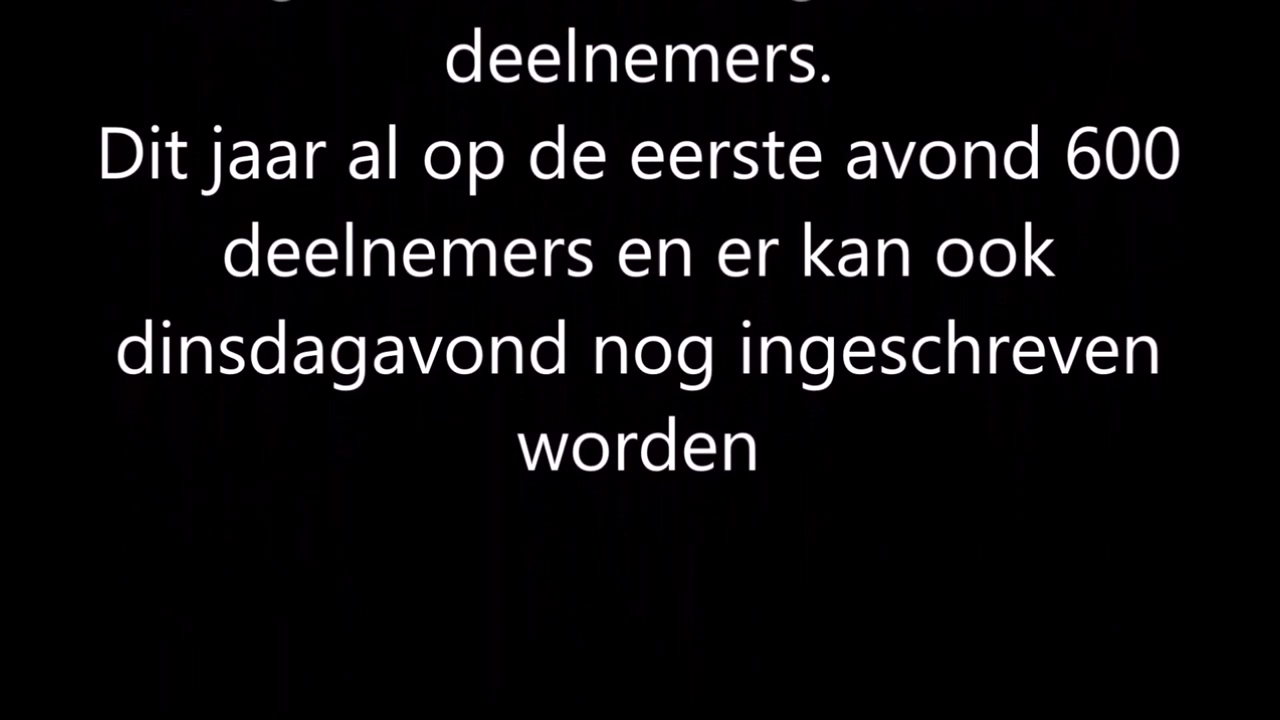 deelnemers.
Dit jaar al op de eerste avond 600
deelnemers en er kan ook
dinsdagavond nog ingeschreven
worden